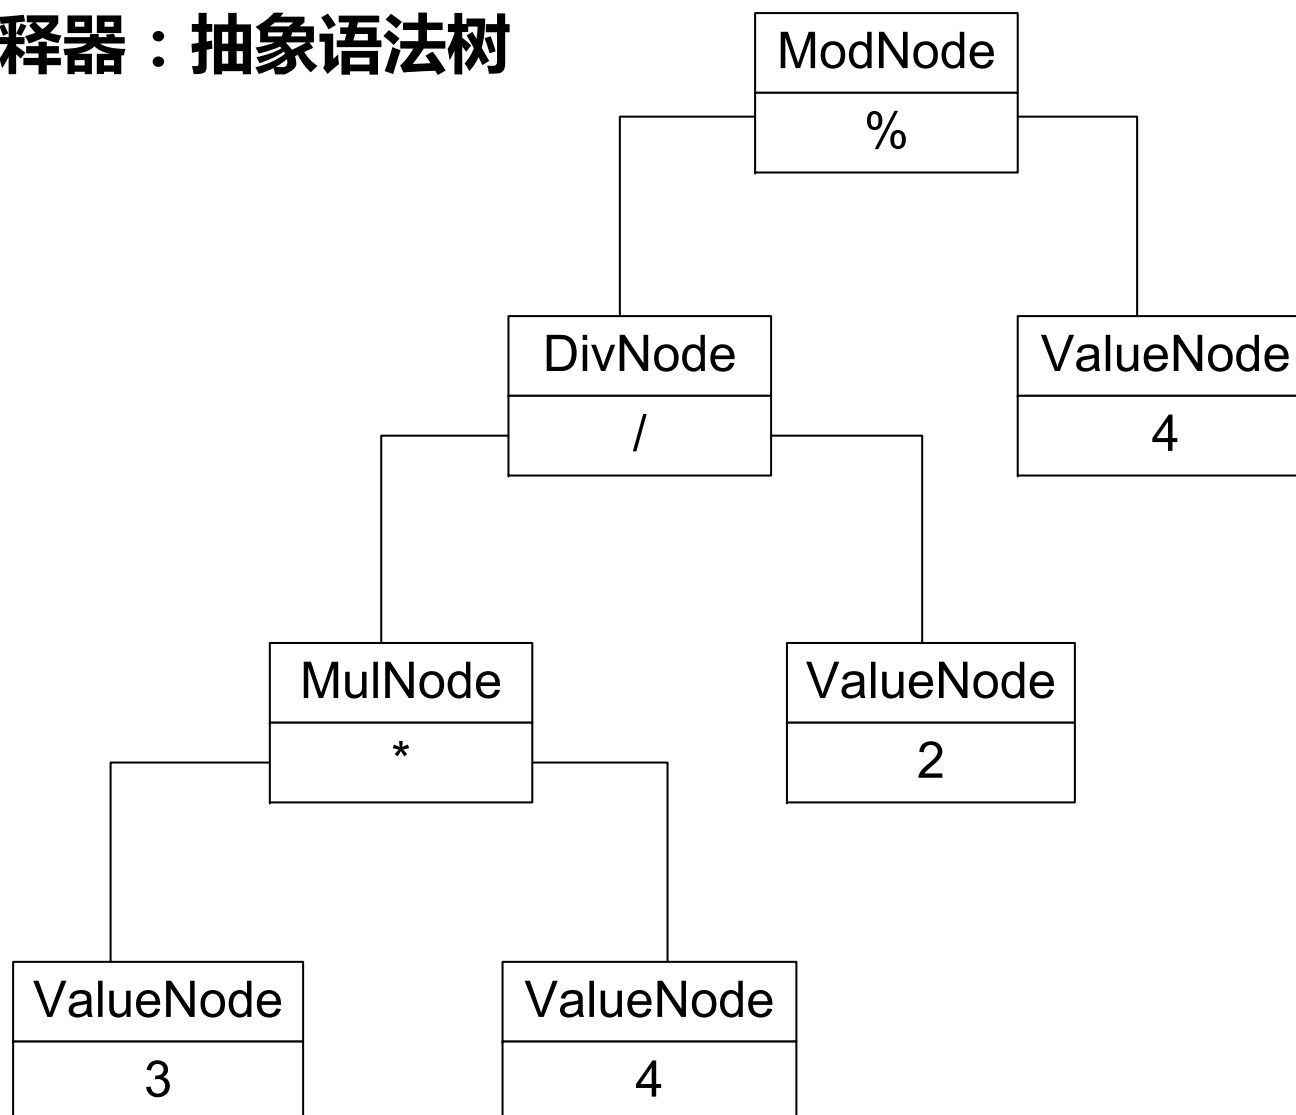 释器：抽象语法树
ModNode
%
DivNode
/
ValueNode
4
MulNode
*
ValueNode
2
ValueNode
3
ValueNode
4